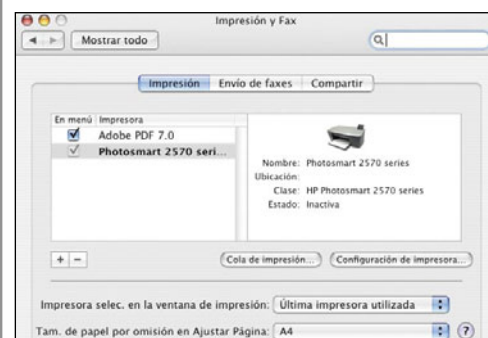 Impresión y Fax
Mostrar todo
Impresión Envío de faxes Compartir
En menú Impresora
Adobe PDF 7.0
Photosmart 2570 seri...
Nombre: Photosmart 2570 series
Ubicación:
Clase: HP Photosmart 2570 series
Estado: Inactiva
+ −
Cola de impresión... Configuración de impresora...
Impresora selec. en la ventana de impresión: Última impresora utilizada
Tam. de papel por omisión en Ajustar Página: A4 ?